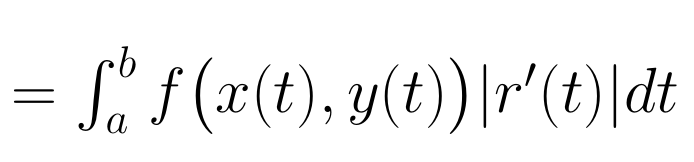 = ∫_a^b f(x(t), y(t))|r′(t)|dt